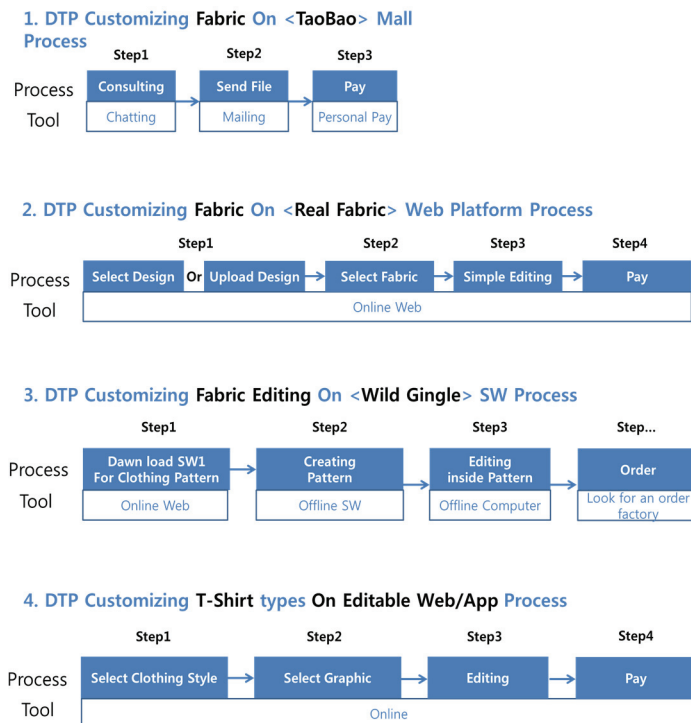 1. DTP Customizing Fabric On <TaoBao> Mall
Process
Step1 Step2 Step3
Process Consulting Send File Pay
Tool Chatting Mailing Personal Pay
2. DTP Customizing Fabric On <Real Fabric> Web Platform Process
Step1 Step2 Step3 Step4
Process Select Design Or Upload Design Select Fabric Simple Editing Pay
Tool Online Web
3. DTP Customizing Fabric Editing On <Wild Gingle> SW Process
Step1 Step2 Step3 Step...
Process Dawn load SW1 For Clothing Pattern Creating Pattern Editing inside Pattern Order
Tool Online Web Offline SW Offline Computer Look for an order factory
4. DTP Customizing T-Shirt types On Editable Web/App Process
Step1 Step2 Step3 Step4
Process Select Clothing Style Select Graphic Editing Pay
Tool Online